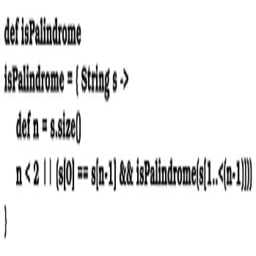 def isPalindrome
isPalindrome = { String s ->
def n = s.size()
n < 2 || (s[0] == s[n-1] && isPalindrome(s[1..<(n-1)]))
}